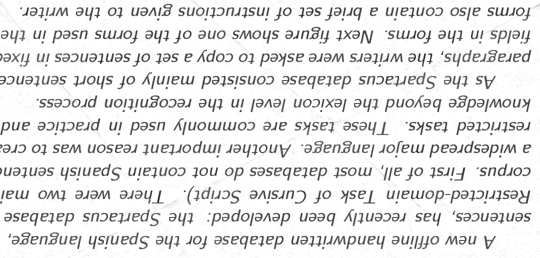 A new offline handwritten database for the Spanish language,
sentences, has recently been developed: the Spartacus database
Restricted-domain Task of Cursive Script). There were two mai
corpus. First of all, most databases do not contain Spanish senten
a widespread major language. Another important reason was to crea
restricted tasks. These tasks are commonly used in practice and
knowledge beyond the lexicon level in the recognition process.
As the Spartacus database consisted mainly of short sentence
paragraphs, the writers were asked to copy a set of sentences in fixed
fields in the forms. Next figure shows one of the forms used in the
forms also contain a brief set of instructions given to the writer.